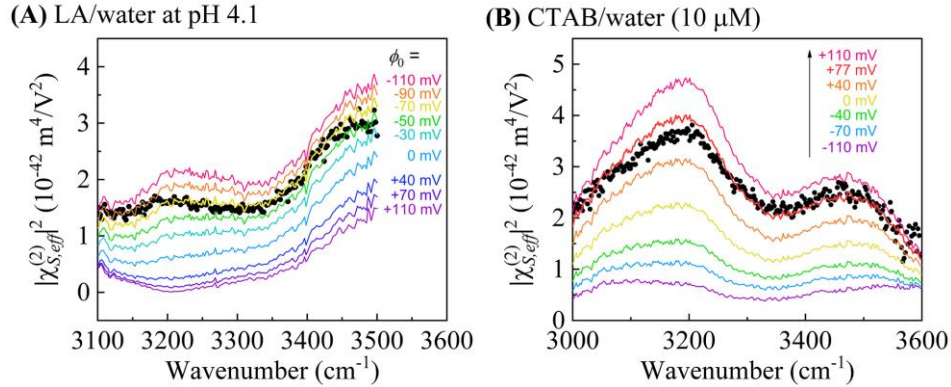 (A) LA/water at pH 4.1
|χ(2)S,eff|2 (10-42 m4/V2)
4
3
2
1
0
ϕ0 =
-110 mV
-90 mV
-70 mV
-50 mV
-30 mV
0 mV
+40 mV
+70 mV
+110 mV
3100 3200 3300 3400 3500 3600
Wavenumber (cm-1)
(B) CTAB/water (10 μM)
|χ(2)S,eff|2 (10-42 m4/V2)
5
4
3
2
1
0
+110 mV
+77 mV
+40 mV
0 mV
-40 mV
-70 mV
-110 mV
3000 3200 3400 3600
Wavenumber (cm-1)